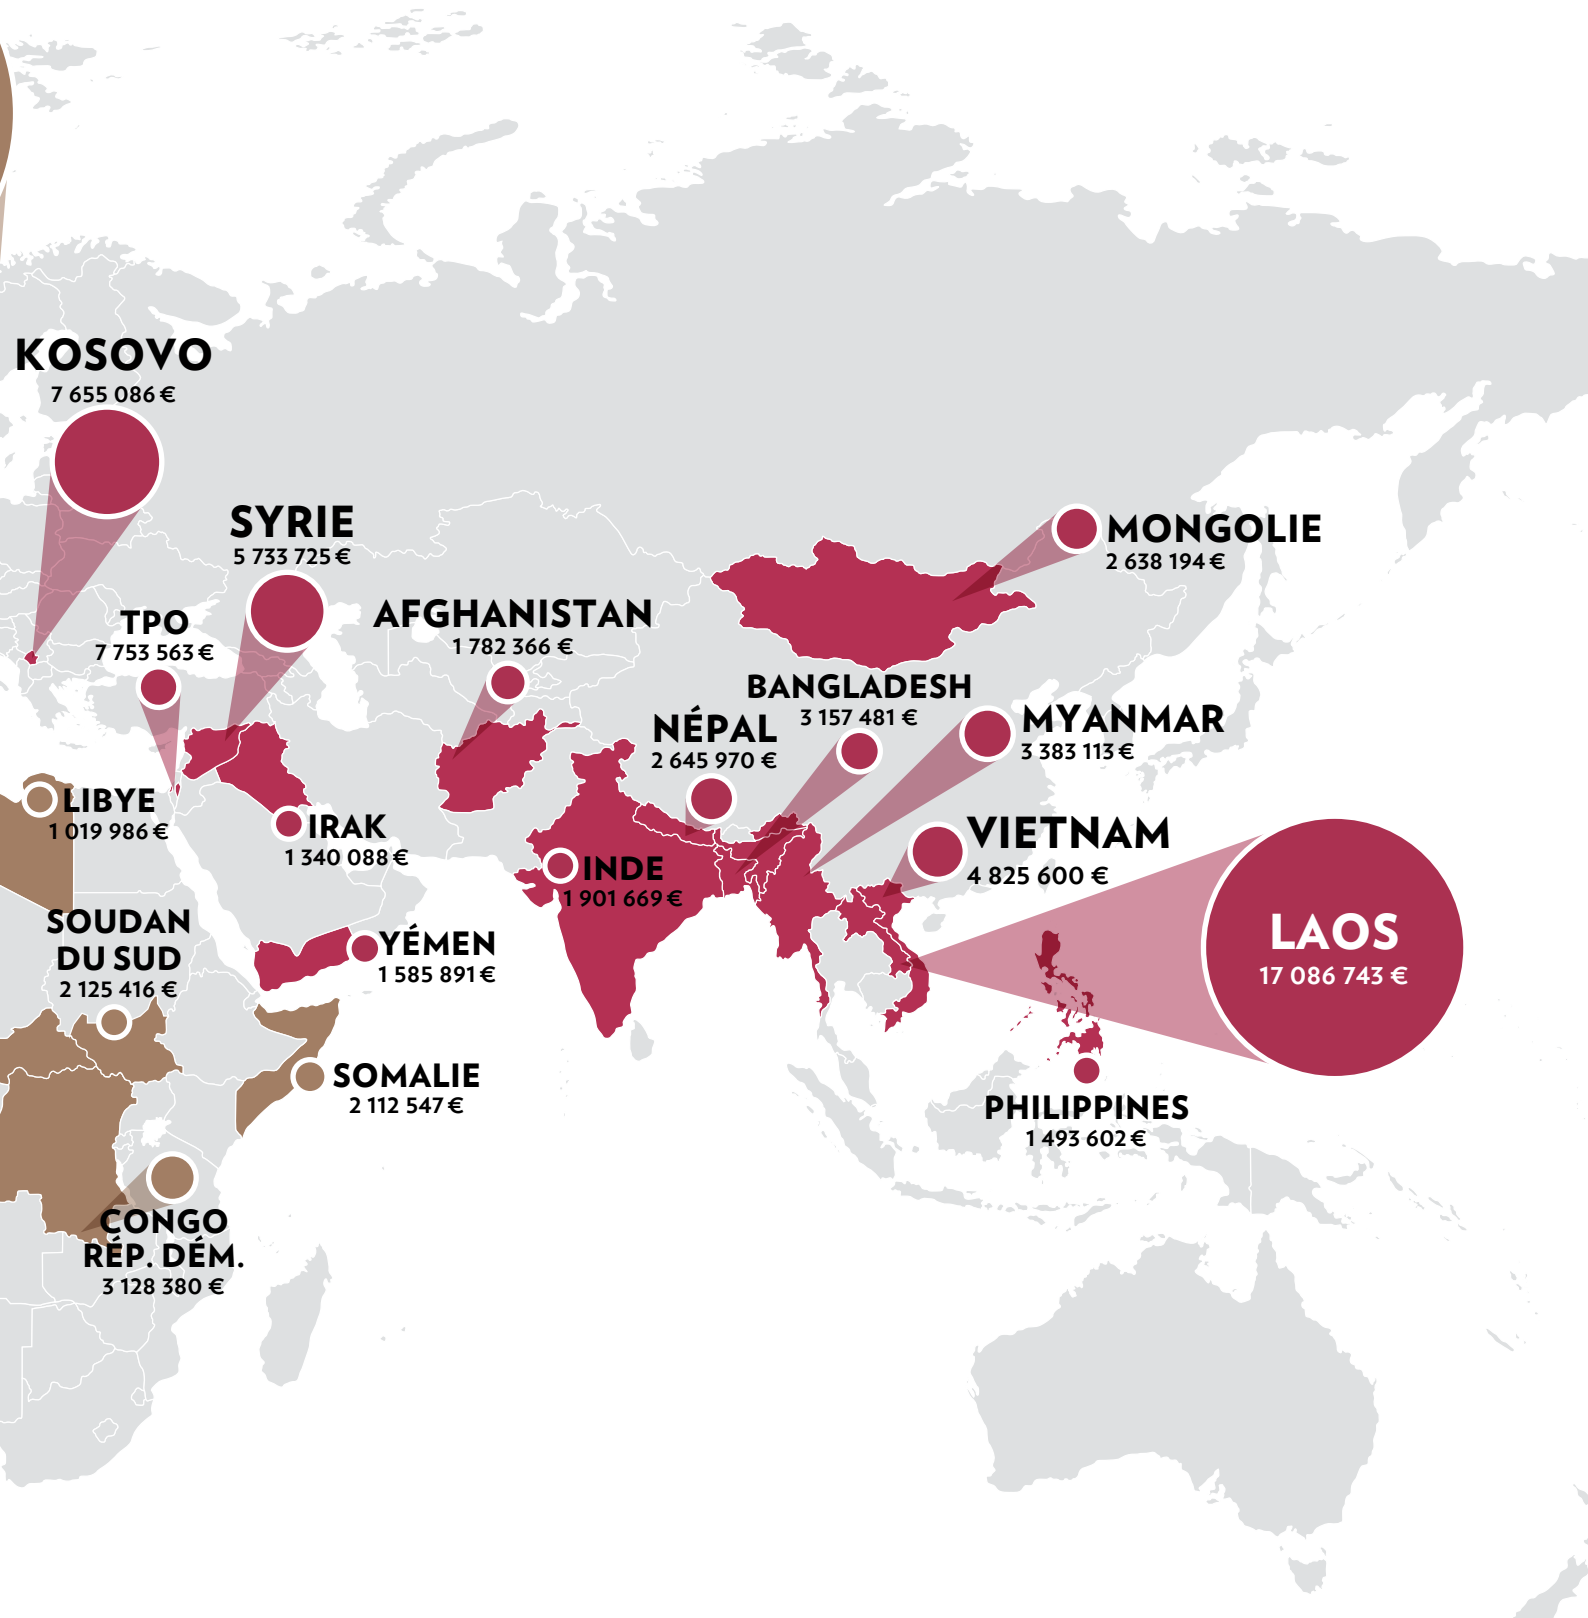 KOSOVO
7 655 086 €
SYRIE
5 733 725 €
MONGOLIE
2 638 194 €
AFGHANISTAN
1 782 366 €
TPO
7 753 563 €
BANGLADESH
3 157 481 €
NÉPAL
2 645 970 €
MYANMAR
3 383 113 €
LIBYE
1 019 986 €
IRAK
1 340 088 €
INDE
1 901 669 €
VIETNAM
4 825 600 €
LAOS
17 086 743 €
SOUDAN
DU SUD
2 125 416 €
YÉMEN
1 585 891 €
SOMALIE
2 112 547 €
PHILIPPINES
1 493 602 €
CONGO
RÉP. DÉM.
3 128 380 €